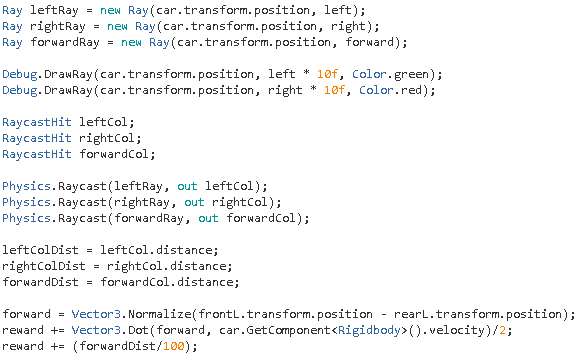 Ray leftRay = new Ray(car.transform.position, left);
Ray rightRay = new Ray(car.transform.position, right);
Ray forwardRay = new Ray(car.transform.position, forward);
Debug.DrawRay(car.transform.position, left * 10f, Color.green);
Debug.DrawRay(car.transform.position, right * 10f, Color.red);
RaycastHit leftCol;
RaycastHit rightCol;
RaycastHit forwardCol;
Physics.Raycast(leftRay, out leftCol);
Physics.Raycast(rightRay, out rightCol);
Physics.Raycast(forwardRay, out forwardCol);
leftColDist = leftCol.distance;
rightColDist = rightCol.distance;
forwardDist = forwardCol.distance;
forward = Vector3.Normalize(frontL.transform.position - rearL.transform.position);
reward += Vector3.Dot(forward, car.GetComponent<Rigidbody>().velocity)/2;
reward += (forwardDist/100);